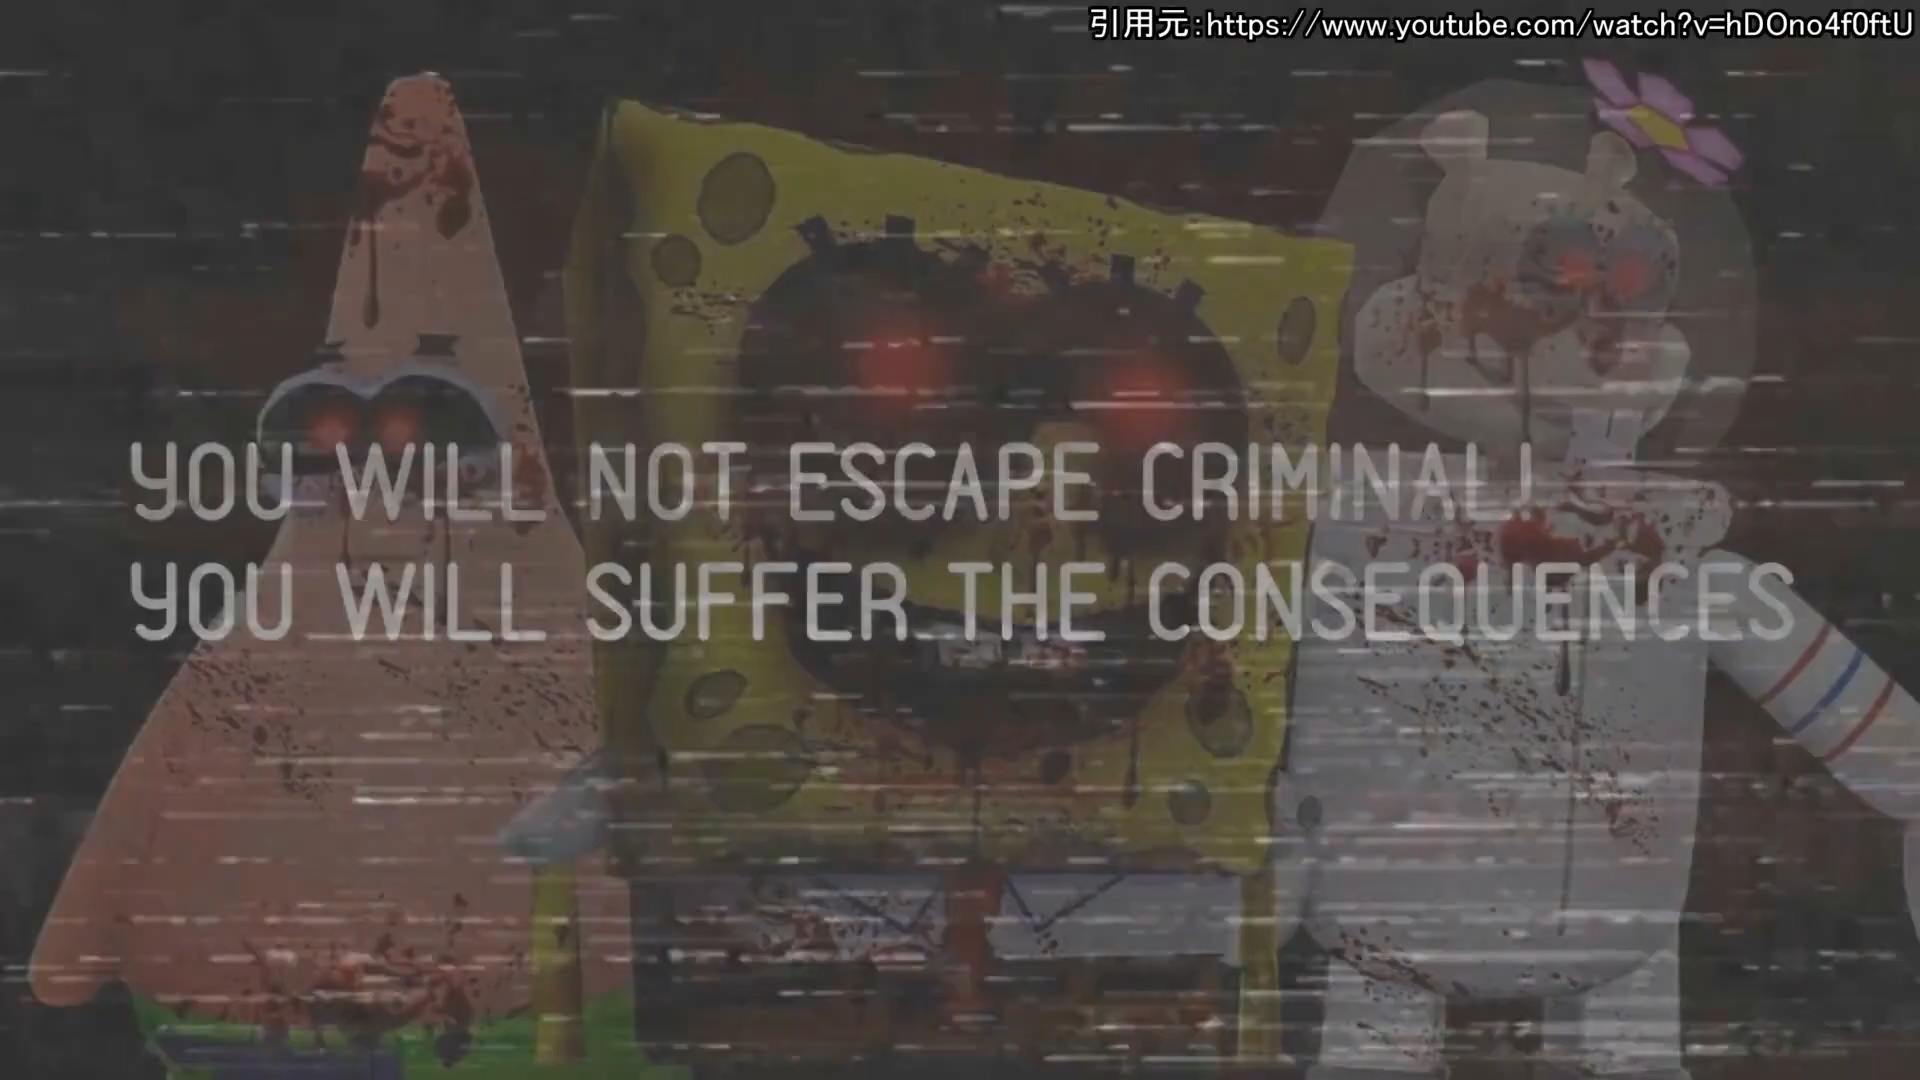 引用元:https://www.youtube.com/watch?v=hDOno4f0ftU
YOU WILL NOT ESCAPE CRIMINAL!
YOU WILL SUFFER THE CONSEQUENCES